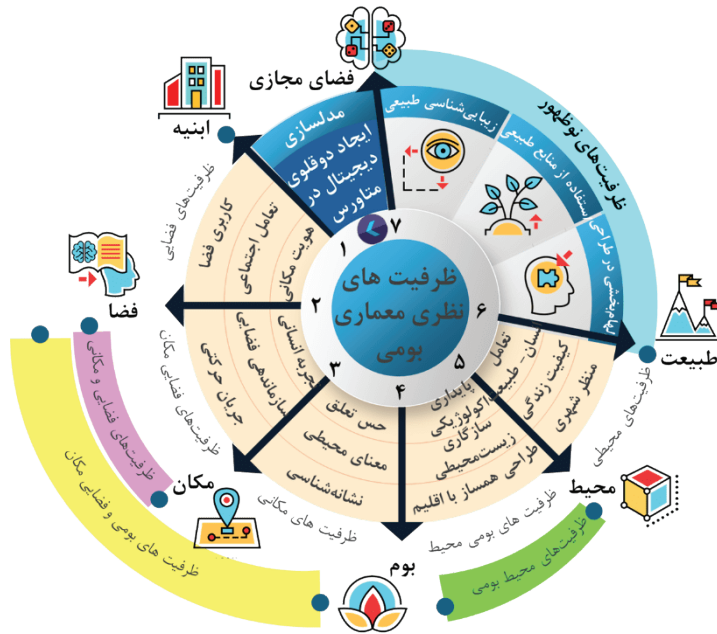 فضای مجازی
ابنیه
ظرفیت‌های نوظهور
زیبایی‌شناسی طبیعی
استفاده از منابع طبیعی
الهام‌بخشی در طراحی
مدلسازی
ایجاد دوقلوی
دیجیتال در
متاورس
ظرفیت‌های فضایی
کاربری فضا
تعامل اجتماعی
هویت مکانی
۱
۷
۲
۶
۳
۴
۵
ظرفیت های
نظری معماری
بومی
فضا
طبیعت
تجربه انسانی
سازماندهی فضایی
جریان حرکتی
ظرفیت‌های فضایی مکان
حس تعلق
معنای محیطی
نشانه‌شناسی
ظرفیت های مکانی
پایداری
اکولوژیکی
سازگاری
زیست‌محیطی
طراحی همساز با اقلیم
ظرفیت های بومی محیط
تعامل
انسان- طبیعت
کیفیت زندگی
منظر شهری
ظرفیت‌های محیطی
ظرفیت‌های فضایی و مکانی
مکان
محیط
ظرفیت های بومی و فضایی مکان
بوم
ظرفیت‌های محیط بومی